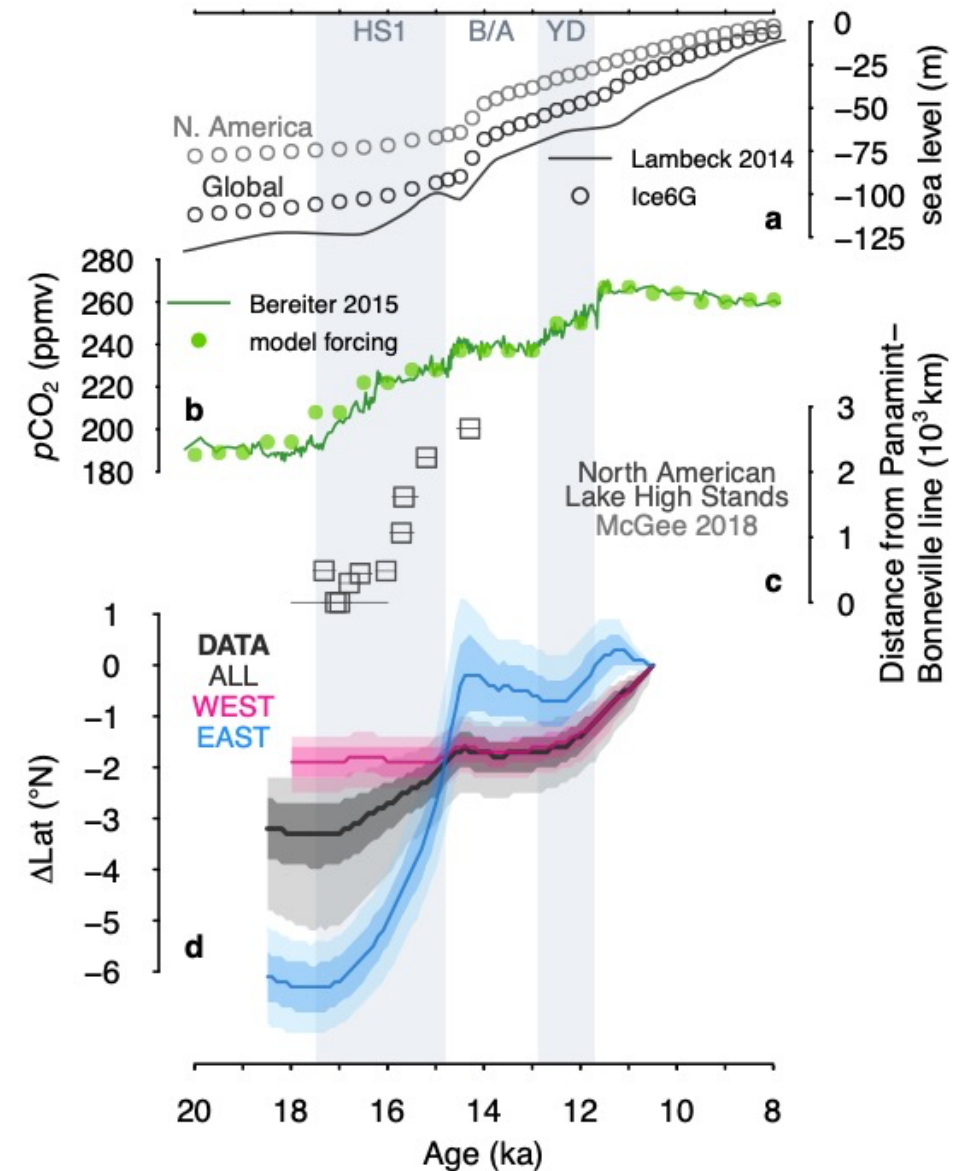 HS1 B/A YD
0
−25
−50
−75
−100
−125
sea level (m)
N. America
Global
Lambeck 2014
Ice6G
a
280
260
240
220
200
180
pCO2 (ppmv)
Bereiter 2015
model forcing
b
3
2
1
0
Distance from Panamint–
Bonneville line (10³ km)
North American
Lake High Stands
McGee 2018
c
1
0
−1
−2
−3
−4
−5
−6
ΔLat (°N)
DATA
ALL
WEST
EAST
d
20 18 16 14 12 10 8
Age (ka)